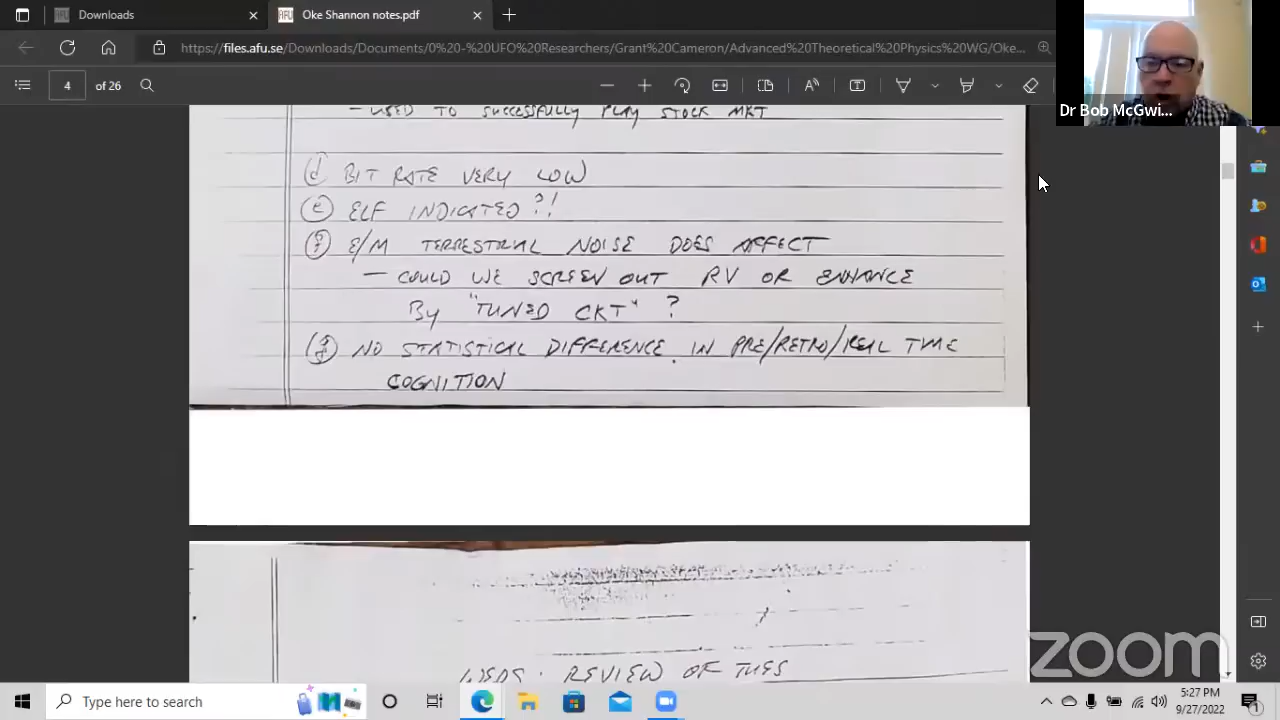 Downloads
Oke Shannon notes.pdf
https://files.afu.se/Downloads/Documents/0%20-%20UFO%20Researchers/Grant%20Cameron/Advanced%20Theoretical%20Physics%20WG/Oke...
4 of 26
Dr Bob McGwi...
- USED TO SUCCESSFULLY PLAY STOCK MKT
(d) BIT RATE VERY LOW
(e) ELF INDICATED?!
(f) E/M TERRESTRIAL NOISE DOES AFFECT
- COULD WE SCREEN OUT RV OR ENHANCE
BY "TUNED CKT" ?
(g) NO STATISTICAL DIFFERENCE IN PRE/RETRO/REAL TIME
COGNITION
REVIEW OF TUES
zoom
Type here to search
5:27 PM
9/27/2022